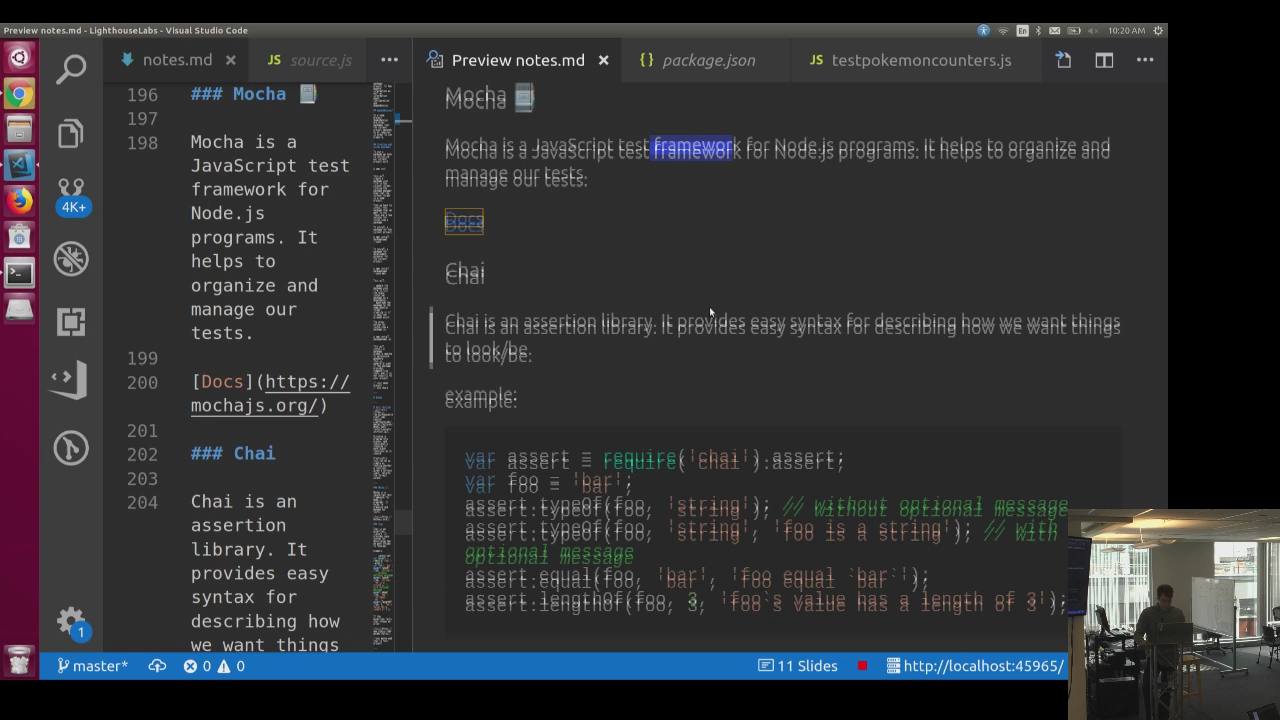 Preview notes.md - LighthouseLabs - Visual Studio Code
En
10:20 AM
notes.md
JS source.js
Preview notes.md
{} package.json
JS testpokemoncounters.js
196 ### Mocha 📓
197
198 Mocha is a
JavaScript test
framework for
Node.js
programs. It
helps to
organize and
manage our
tests.
199
200 [Docs](https://
mochajs.org/)
201
202 ### Chai
203
204 Chai is an
assertion
library. It
provides easy
syntax for
describing how
we want things
4K+
1
Mocha 📓
Mocha is a JavaScript test framework for Node.js programs. It helps to organize and
manage our tests.
Docs
Chai
Chai is an assertion library. It provides easy syntax for describing how we want things
to look/be.
example:
var assert = require('chai').assert;
var foo = 'bar';
assert.typeOf(foo, 'string'); // without optional message
assert.typeOf(foo, 'string', 'foo is a string'); // with
optional message
assert.equal(foo, 'bar', 'foo equal `bar`');
assert.lengthOf(foo, 3, 'foo`s value has a length of 3');
master*
0
0
11 Slides
http://localhost:45965/